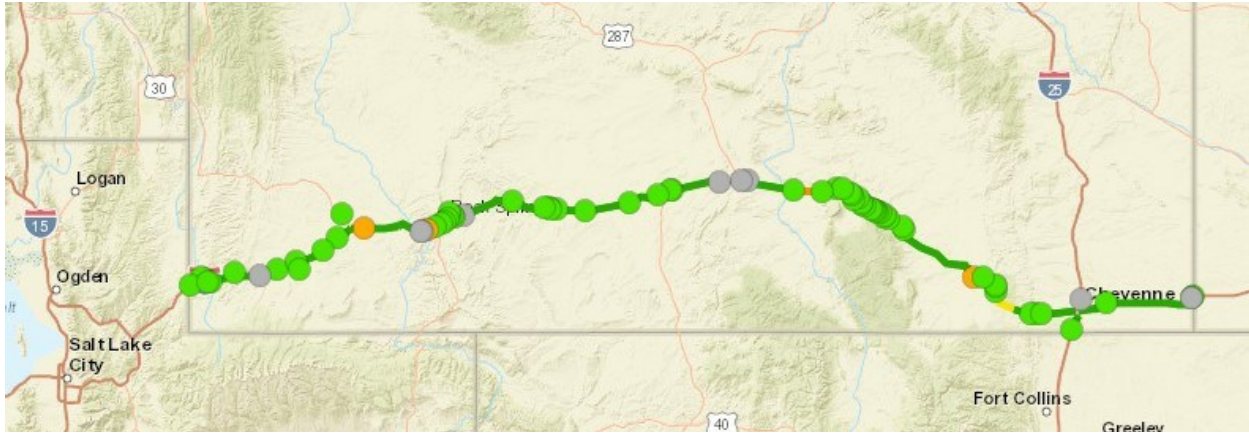 287
25
30
Logan
15
Ogden
Cheyenne
Salt Lake
City
Fort Collins
40
Greeley